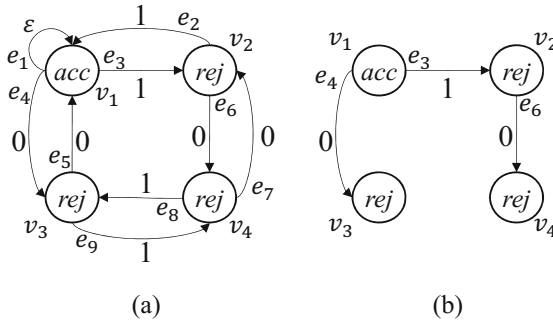 ε 1 e₂ v₂ v₁ v₂
e₁ acc e₃ rej acc e₃ rej
e₄ v₁ 1 e₆ e₄ 1 e₆
0 0 0 0 0 0
e₅ 1
rej e₈ rej e₇ rej rej
v₃ e₉ v₄ v₃ v₄
1
(a) (b)